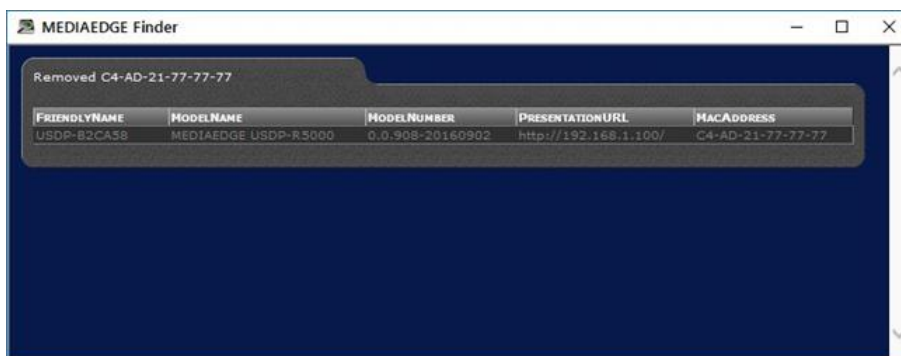 MEDIAEDGE Finder
Removed C4-AD-21-77-77-77
FRIENDLYNAME MODELNAME MODELNUMBER PRESENTATIONURL MACADDRESS
USDP-B2CA58 MEDIAEDGE USDP-R5000 0.0.908-20160902 http://192.168.1.100/ C4-AD-21-77-77-77